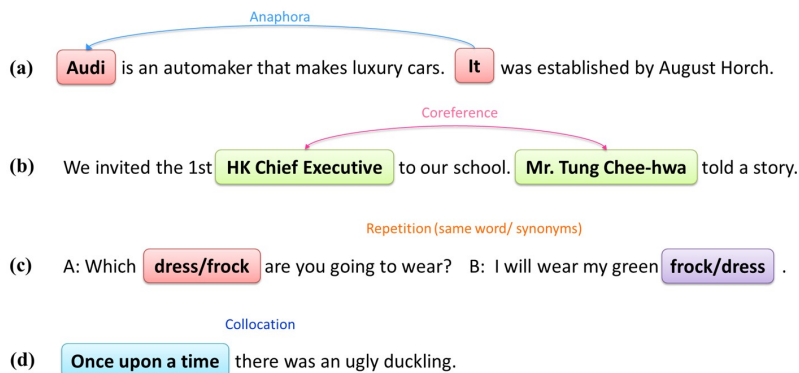 Anaphora
(a) Audi is an automaker that makes luxury cars. It was established by August Horch.
Coreference
(b) We invited the 1st HK Chief Executive to our school. Mr. Tung Chee-hwa told a story.
Repetition (same word/ synonyms)
(c) A: Which dress/frock are you going to wear? B: I will wear my green frock/dress .
Collocation
(d) Once upon a time there was an ugly duckling.